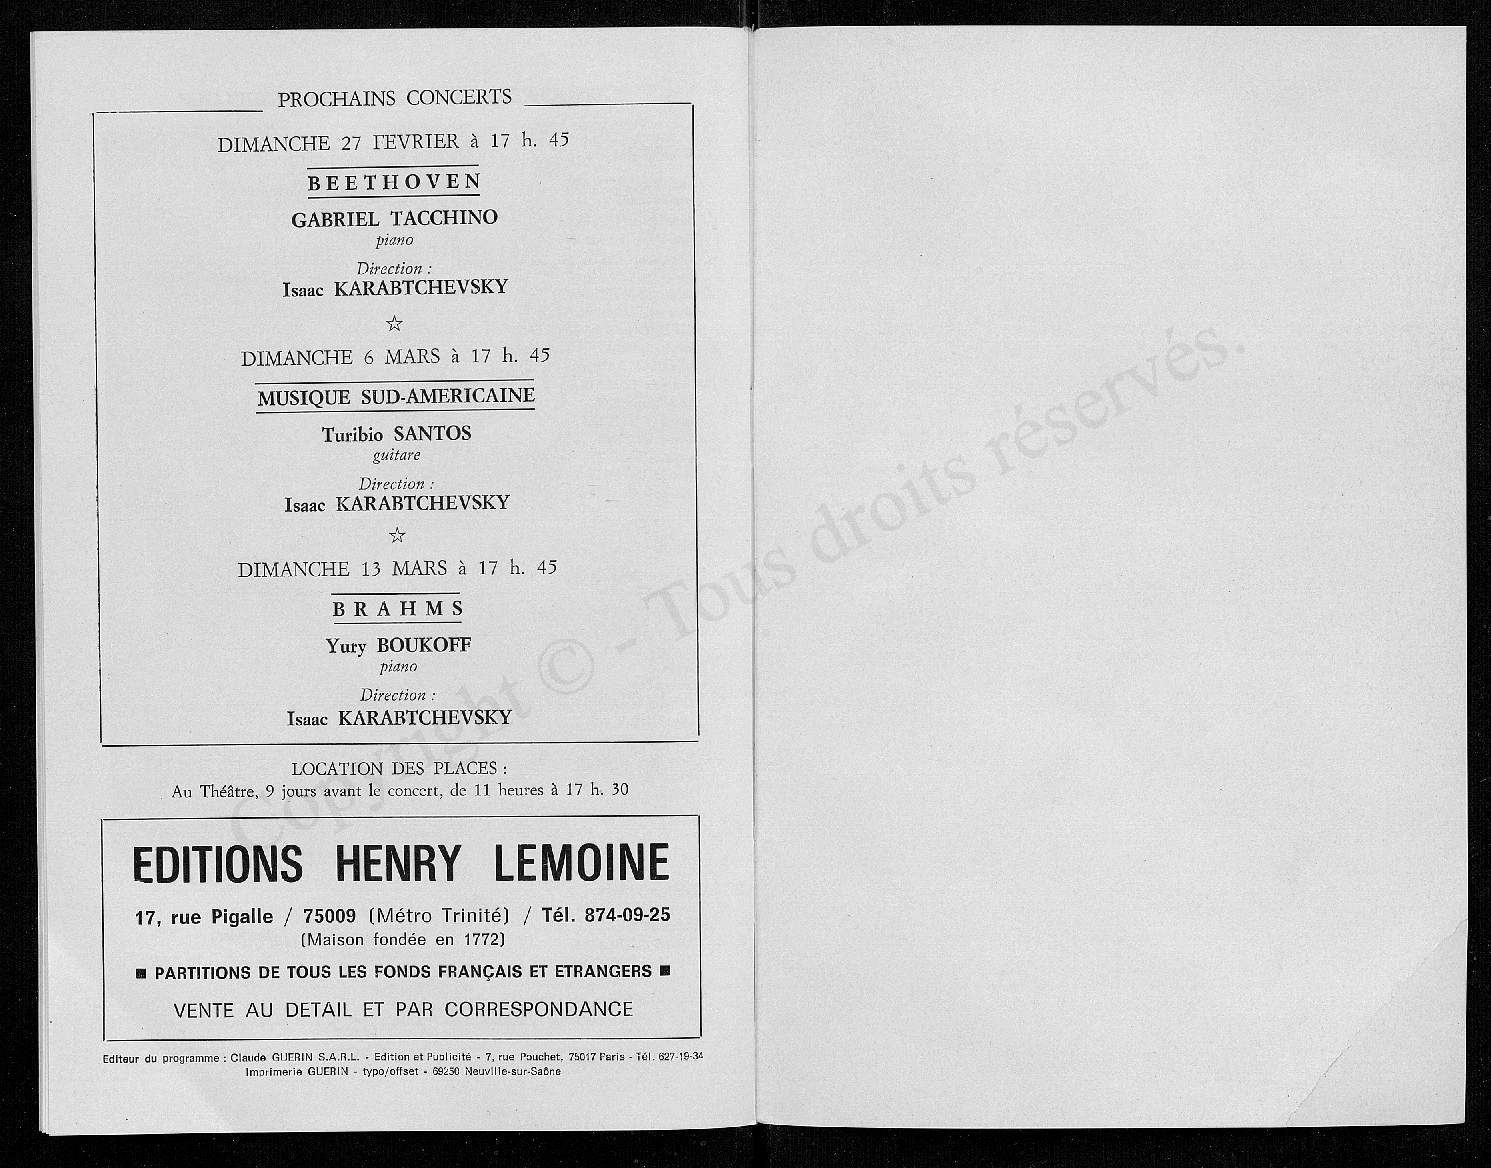 PROCHAINS CONCERTS
DIMANCHE 27 FEVRIER à 17 h. 45
BEETHOVEN
GABRIEL TACCHINO
piano
Direction :
Isaac KARABTCHEVSKY
☆
DIMANCHE 6 MARS à 17 h. 45
MUSIQUE SUD-AMERICAINE
Turibio SANTOS
guitare
Direction :
Isaac KARABTCHEVSKY
☆
DIMANCHE 13 MARS à 17 h. 45
BRAHMS
Yury BOUKOFF
piano
Direction :
Isaac KARABTCHEVSKY
LOCATION DES PLACES :
Au Théâtre, 9 jours avant le concert, de 11 heures à 17 h. 30
EDITIONS HENRY LEMOINE
17, rue Pigalle / 75009 (Métro Trinité) / Tél. 874-09-25
(Maison fondée en 1772)
■ PARTITIONS DE TOUS LES FONDS FRANÇAIS ET ETRANGERS ■
VENTE AU DETAIL ET PAR CORRESPONDANCE
Editeur du programme : Claude GUERIN S.A.R.L. - Edition et Publicité - 7, rue Pouchet, 75017 Paris - Tél. 627-19-34
Imprimerie GUERIN - typo/offset - 69250 Neuville-sur-Saône
Copyright © - Tous droits réservés.